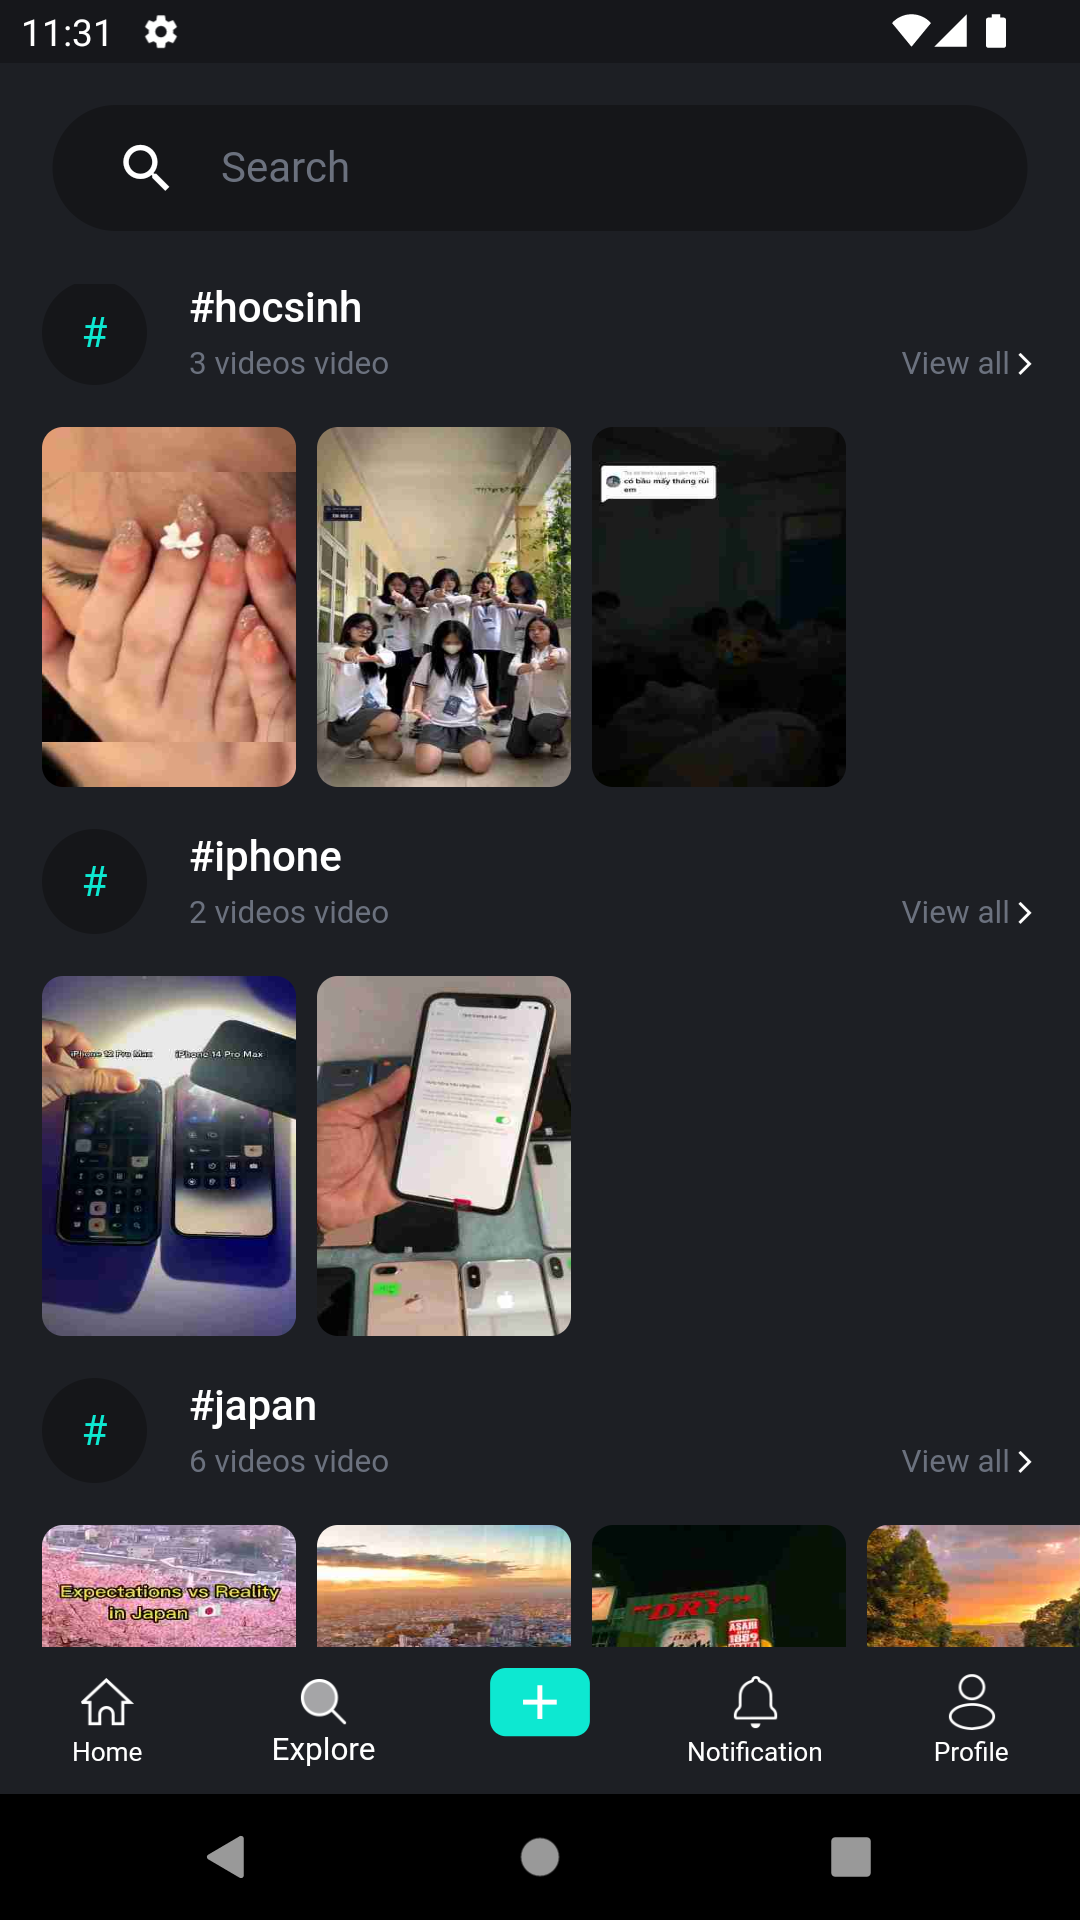 11:31
Search
#
#hocsinh
3 videos video
View all
có bầu mấy tháng rùi
em
#
#iphone
2 videos video
View all
iPhone 12 Pro Max
iPhone 14 Pro Max
#
#japan
6 videos video
View all
Expectations vs Reality
in Japan
DRY
ASAHI
1889
Home
Explore
Notification
Profile